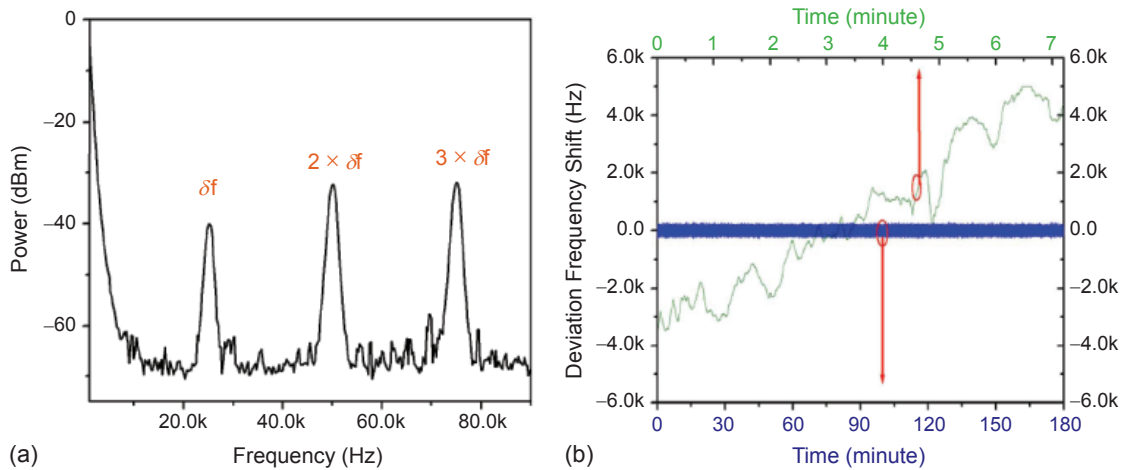 0
−20
−40
−60
Power (dBm)
δf
2 × δf
3 × δf
20.0k 40.0k 60.0k 80.0k
Frequency (Hz)
(a)
Time (minute)
0 1 2 3 4 5 6 7
6.0k 6.0k
4.0k 4.0k
2.0k 2.0k
0.0 0.0
−2.0k −2.0k
−4.0k −4.0k
−6.0k −6.0k
Deviation Frequency Shift (Hz)
0 30 60 90 120 150 180
Time (minute)
(b)